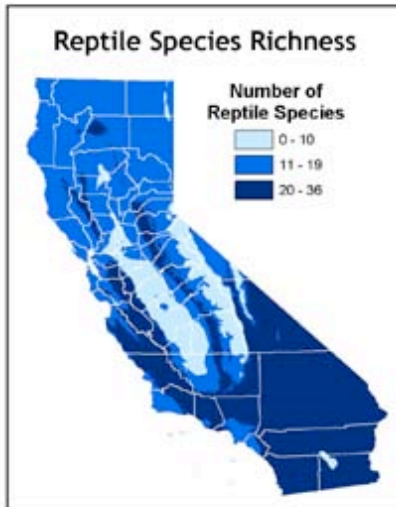 Reptile Species Richness
Number of
Reptile Species
0 - 10
11 - 19
20 - 36